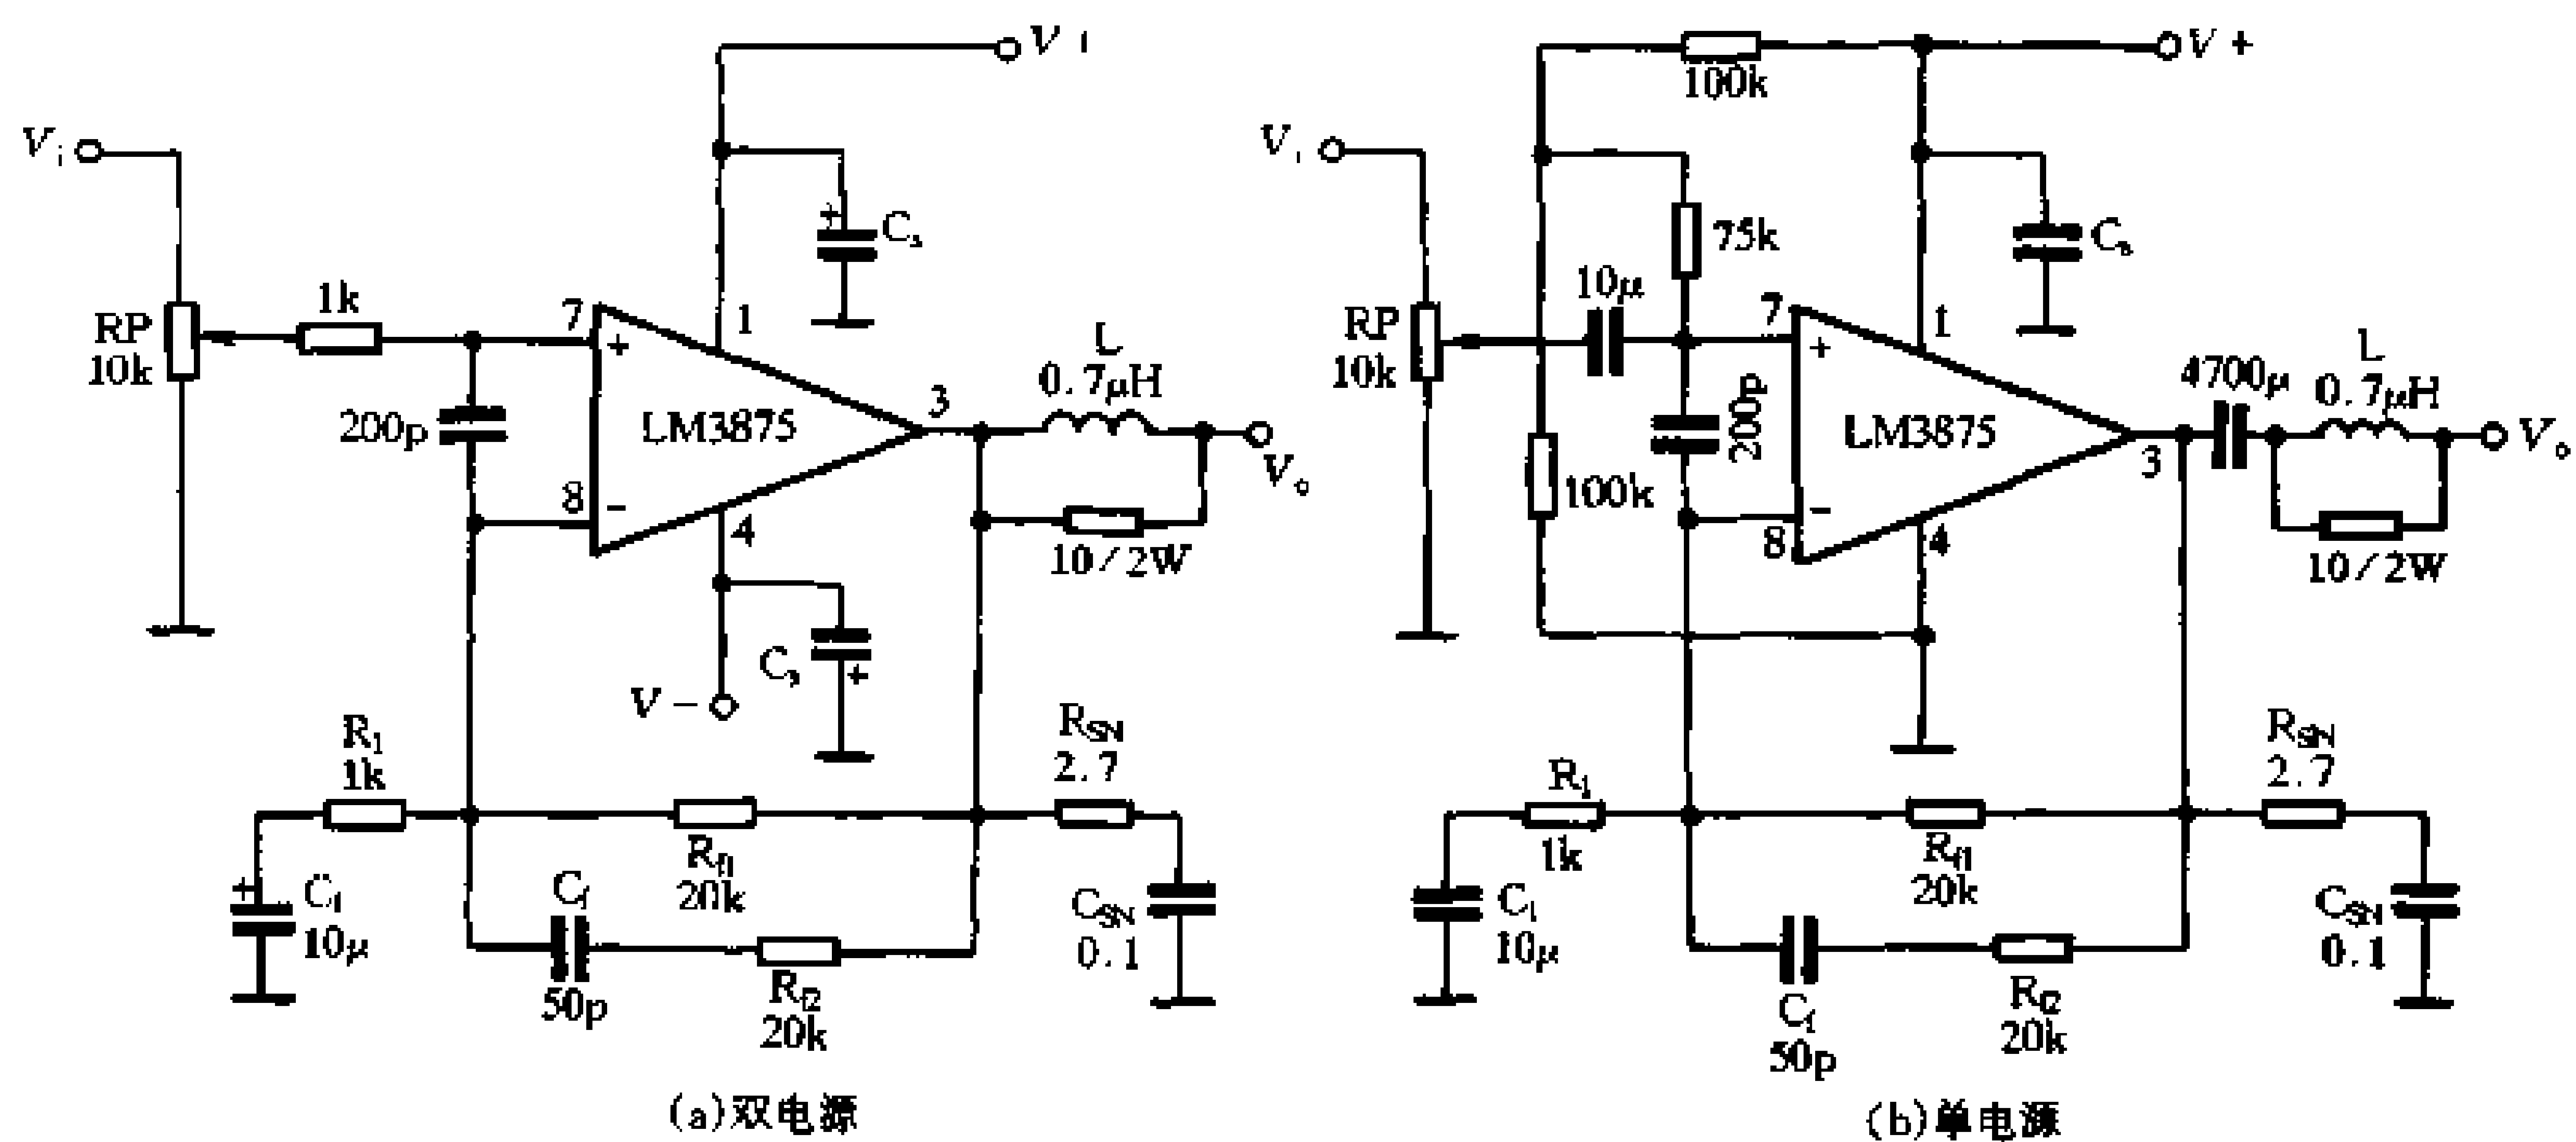 V +
Vi
Cs
1k
RP
10k
7
+
1
200p
LM3875
3
L
0.7μH
Vo
8
−
4
10/2W
Cs
+
V −
R1
1k
RSN
2.7
Rf1
20k
+
C1
10μ
Cf
50p
Rf2
20k
CSN
0.1
(a)双电源
V +
100k
Vi
75k
Cs
10μ
RP
10k
7
+
1
200p
LM3875
4700μ
L
0.7μH
Vo
3
100k
8
−
4
10/2W
R1
1k
RSN
2.7
Rf1
20k
C1
10μ
Cf
50p
Rf2
20k
CSN
0.1
(b)单电源